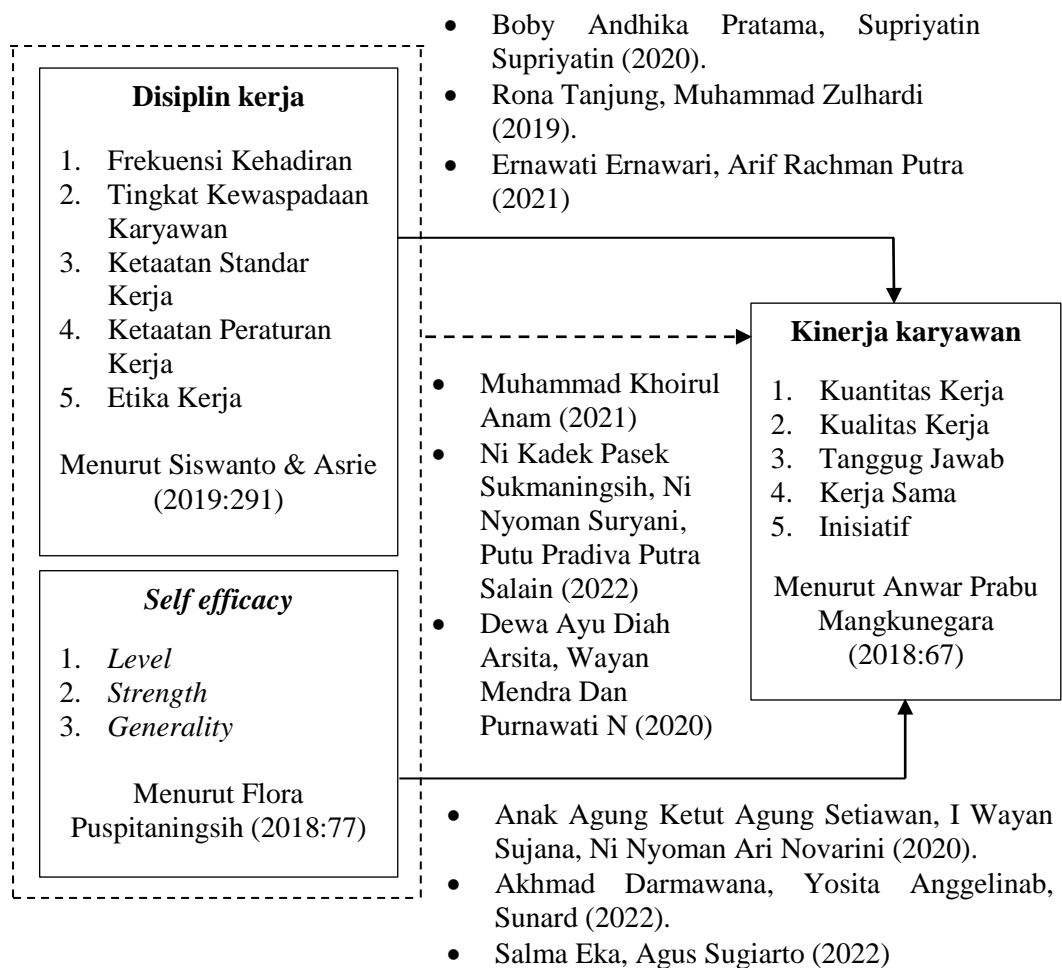 • Boby Andhika Pratama, Supriyatin
Supriyatin (2020).
• Rona Tanjung, Muhammad Zulhardi
(2019).
• Ernawati Ernawari, Arif Rachman Putra
(2021)
Disiplin kerja
1. Frekuensi Kehadiran
2. Tingkat Kewaspadaan
Karyawan
3. Ketaatan Standar
Kerja
4. Ketaatan Peraturan
Kerja
5. Etika Kerja
Menurut Siswanto & Asrie
(2019:291)
Self efficacy
1. Level
2. Strength
3. Generality
Menurut Flora
Puspitaningsih (2018:77)
• Muhammad Khoirul
Anam (2021)
• Ni Kadek Pasek
Sukmaningsih, Ni
Nyoman Suryani,
Putu Pradiva Putra
Salain (2022)
• Dewa Ayu Diah
Arsita, Wayan
Mendra Dan
Purnawati N (2020)
Kinerja karyawan
1. Kuantitas Kerja
2. Kualitas Kerja
3. Tanggug Jawab
4. Kerja Sama
5. Inisiatif
Menurut Anwar Prabu
Mangkunegara
(2018:67)
• Anak Agung Ketut Agung Setiawan, I Wayan
Sujana, Ni Nyoman Ari Novarini (2020).
• Akhmad Darmawana, Yosita Anggelinab,
Sunard (2022).
• Salma Eka, Agus Sugiarto (2022)